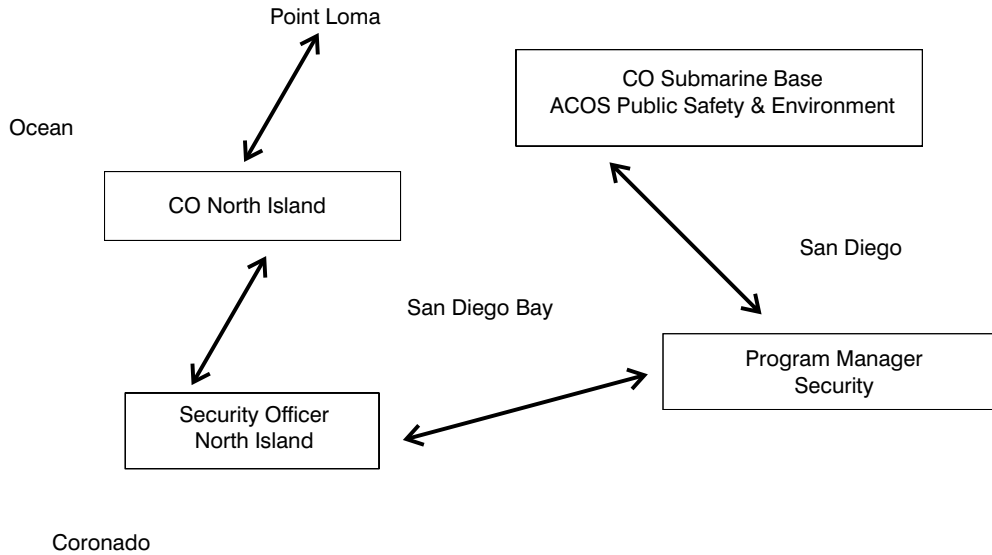 Point Loma
CO Submarine Base
ACOS Public Safety & Environment
Ocean
CO North Island
San Diego
San Diego Bay
Program Manager
Security
Security Officer
North Island
Coronado